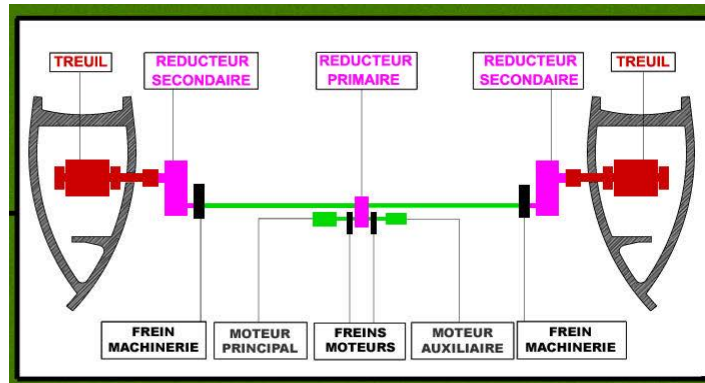 TREUIL
REDUCTEUR
SECONDAIRE
REDUCTEUR
PRIMAIRE
REDUCTEUR
SECONDAIRE
TREUIL
FREIN
MACHINERIE
MOTEUR
PRINCIPAL
FREINS
MOTEURS
MOTEUR
AUXILIAIRE
FREIN
MACHINERIE